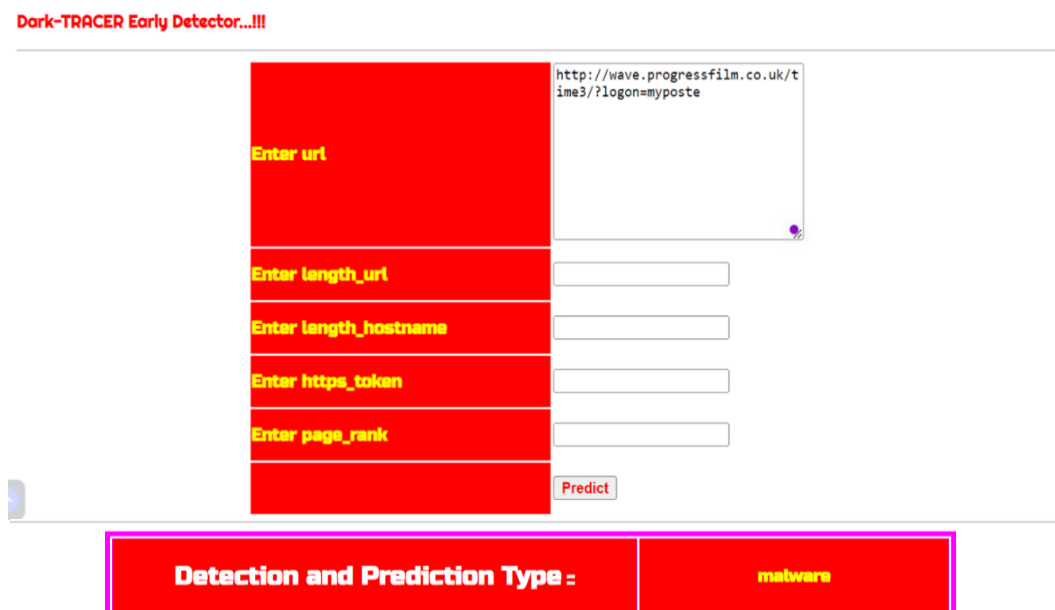 Dark-TRACER Early Detector...!!!
Enter url
http://wave.progressfilm.co.uk/t
ime3/?logon=myposte
Enter length_url
Enter length_hostname
Enter https_token
Enter page_rank
Predict
Detection and Prediction Type :: malware